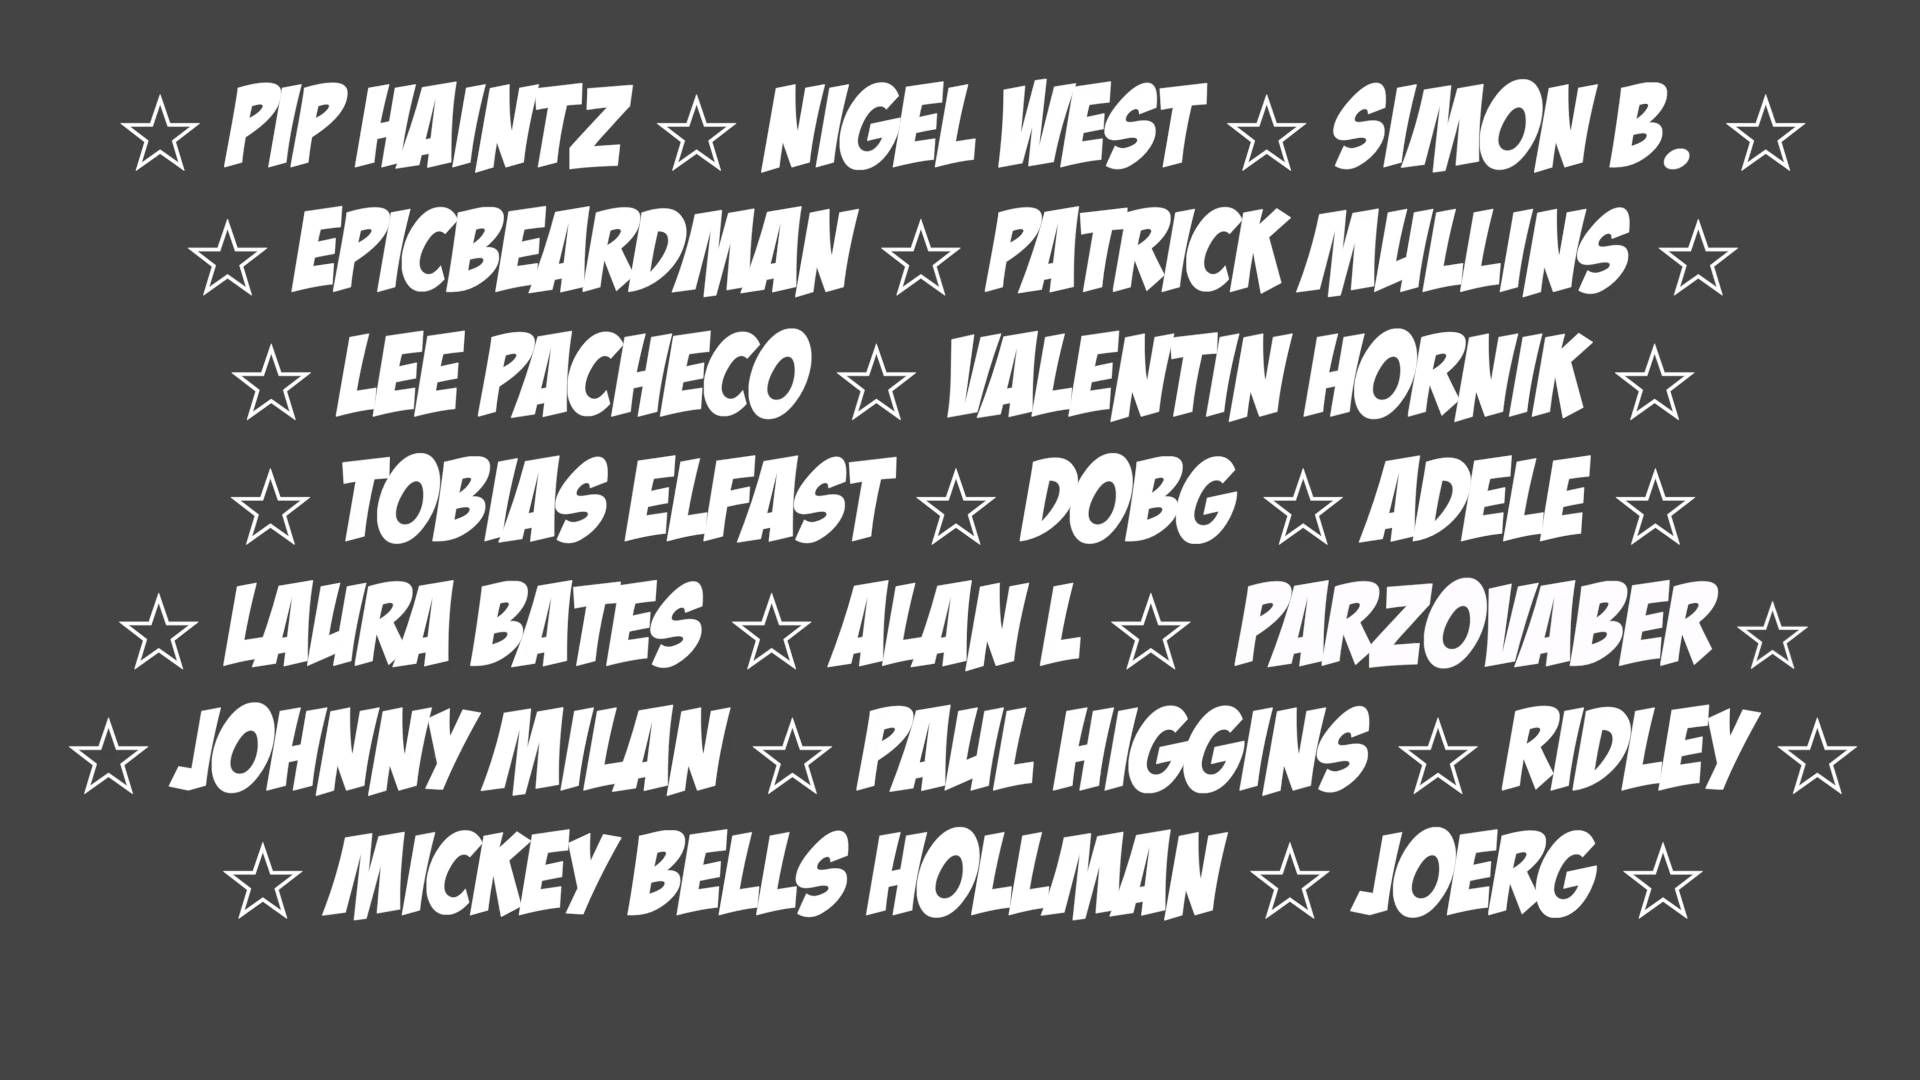 ☆ PIP HAINTZ ☆ NIGEL WEST ☆ SIMON B. ☆
☆ EPICBEARDMAN ☆ PATRICK MULLINS ☆
☆ LEE PACHECO ☆ VALENTIN HORNIK ☆
☆ TOBIAS ELFAST ☆ DOBG ☆ ADELE ☆
☆ LAURA BATES ☆ ALAN L ☆ PARZOVABER ☆
☆ JOHNNY MILAN ☆ PAUL HIGGINS ☆ RIDLEY ☆
☆ MICKEY BELLS HOLLMAN ☆ JOERG ☆